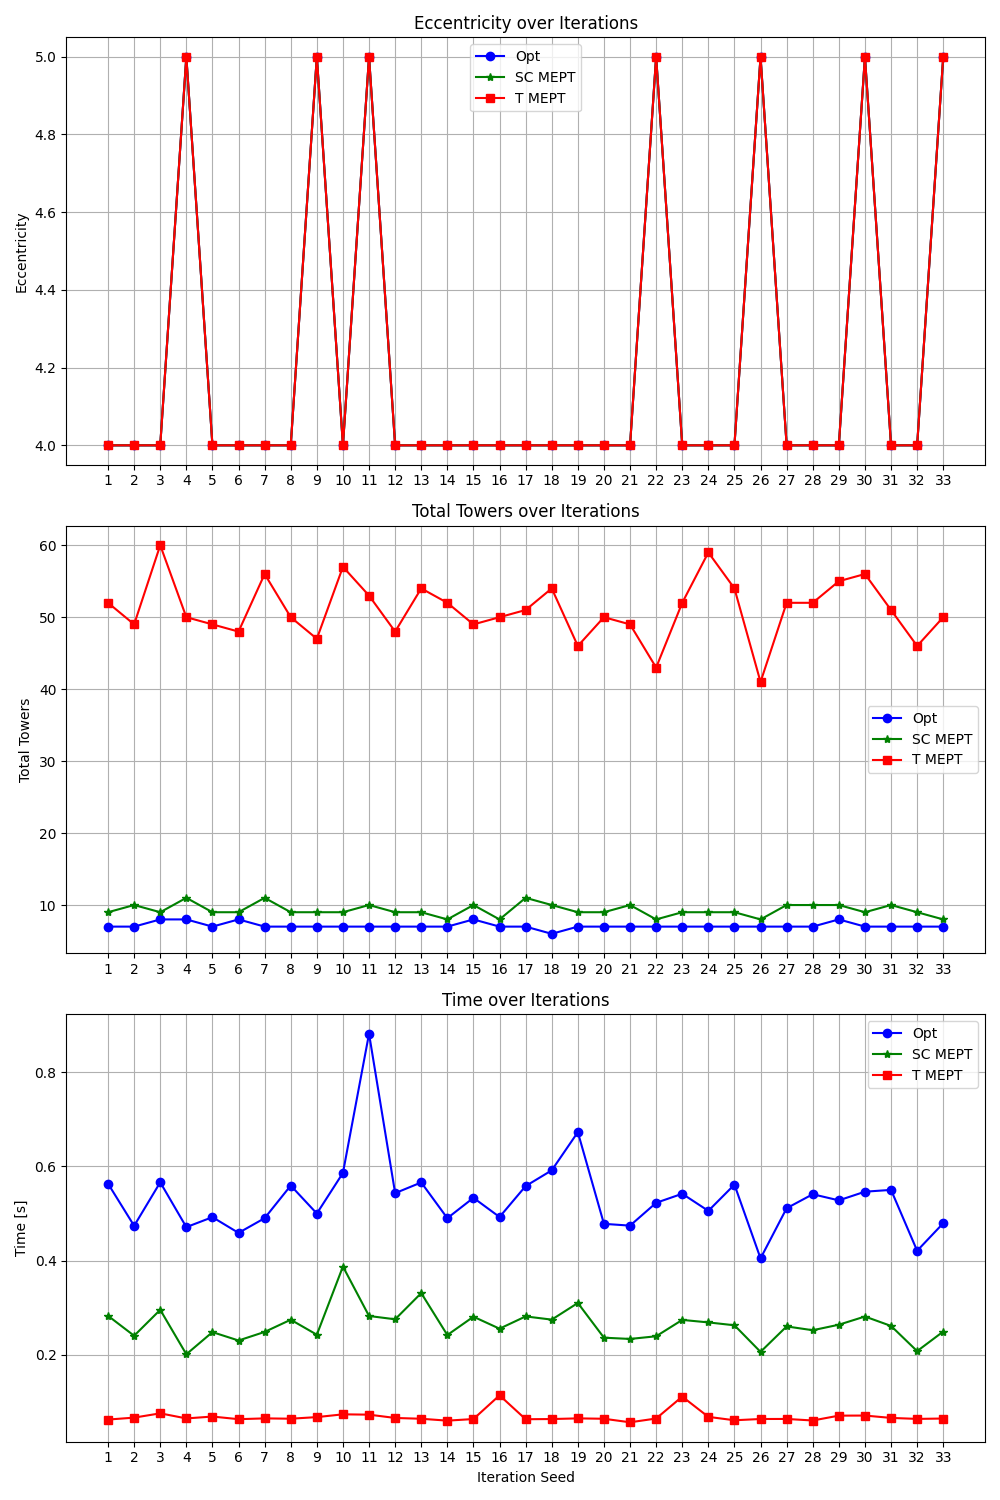 Eccentricity over Iterations
Opt
SC MEPT
T MEPT
5.0
4.8
4.6
4.4
4.2
4.0
Eccentricity
1 2 3 4 5 6 7 8 9 10 11 12 13 14 15 16 17 18 19 20 21 22 23 24 25 26 27 28 29 30 31 32 33
Total Towers over Iterations
60
50
40
30
20
10
Total Towers
Opt
SC MEPT
T MEPT
1 2 3 4 5 6 7 8 9 10 11 12 13 14 15 16 17 18 19 20 21 22 23 24 25 26 27 28 29 30 31 32 33
Time over Iterations
Opt
SC MEPT
T MEPT
0.8
0.6
0.4
0.2
Time [s]
1 2 3 4 5 6 7 8 9 10 11 12 13 14 15 16 17 18 19 20 21 22 23 24 25 26 27 28 29 30 31 32 33
Iteration Seed